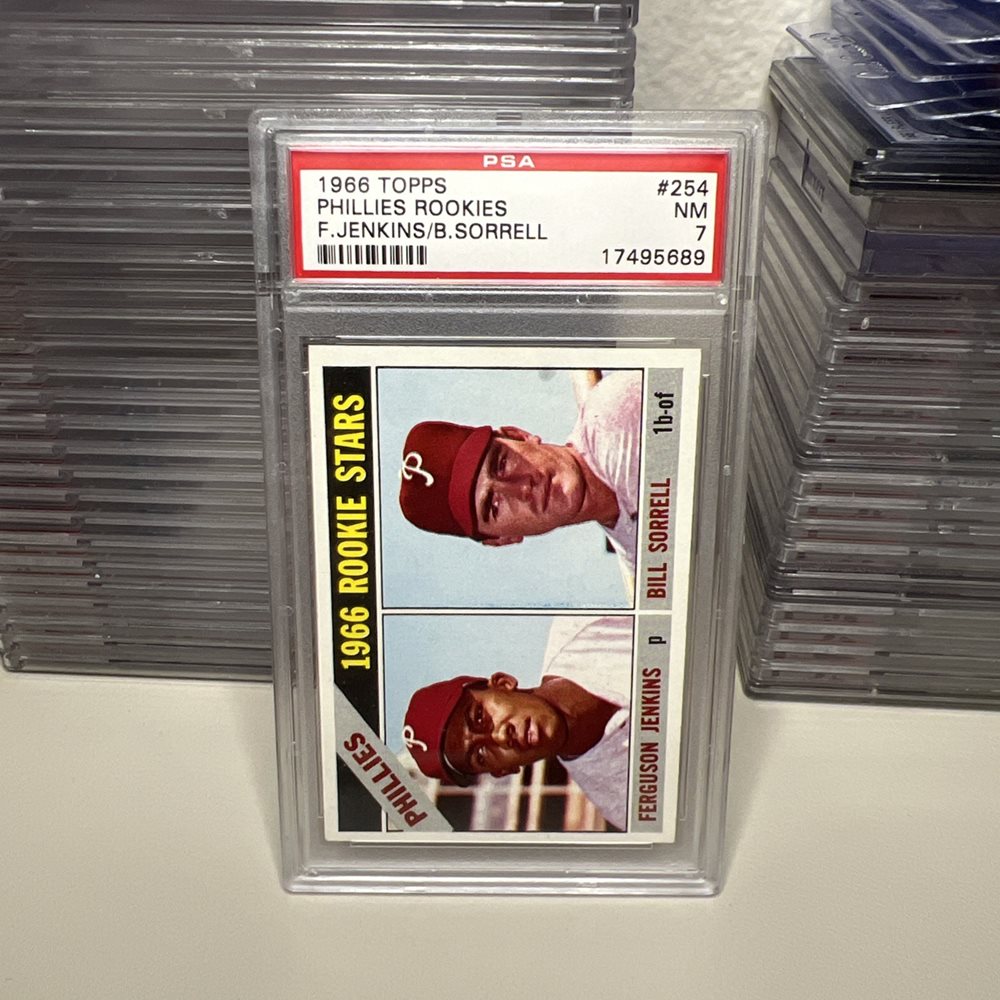 PSA
1966 TOPPS #254
PHILLIES ROOKIES NM
F.JENKINS/B.SORRELL 7
17495689
1966 ROOKIE STARS
PHILLIES
P
P
FERGUSON JENKINS p
BILL SORRELL 1b-of